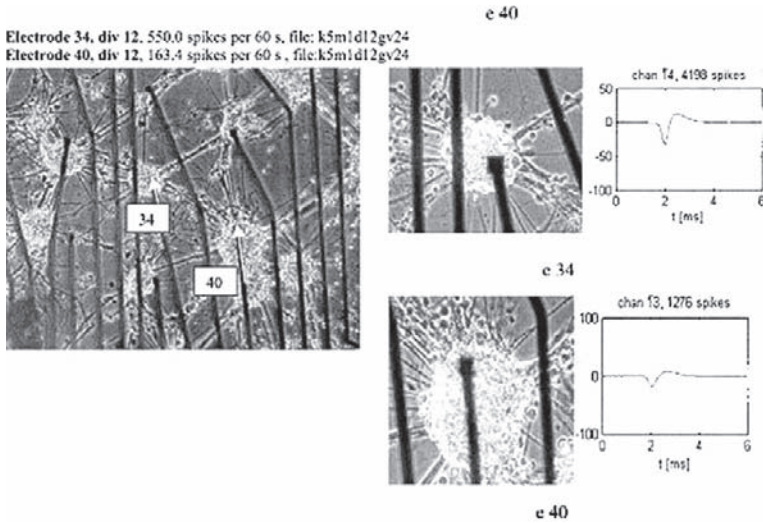 e 40
Electrode 34, div 12, 550.0 spikes per 60 s, file: k5m1d12gv24
Electrode 40, div 12, 163.4 spikes per 60 s , file:k5m1d12gv24
34
40
chan 14, 4198 spikes
50
0
-50
-100
0 2 4 6
t [ms]
e 34
chan 13, 1276 spikes
100
0
-100
0 2 4 6
t [ms]
e 40